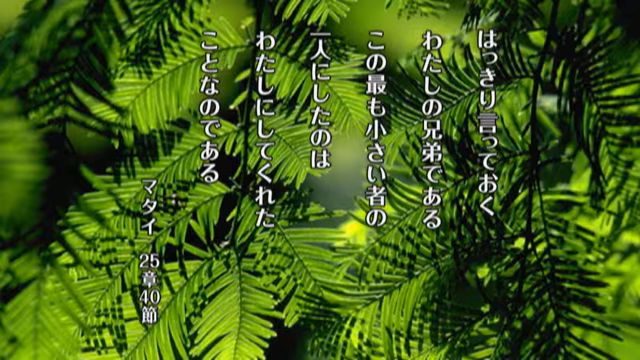 はっきり言っておく
わたしの兄弟である
この最も小さい者の
一人にしたのは
わたしにしてくれた
ことなのである
マタイ 25章40節